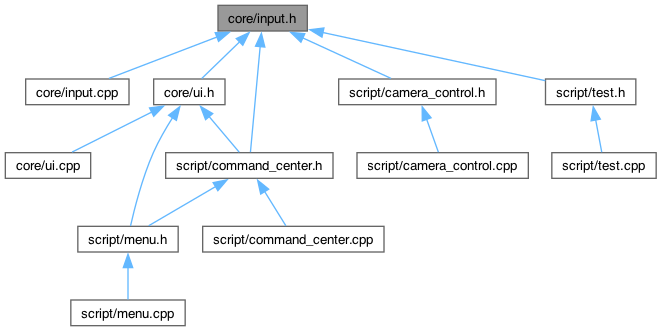 core/input.h
core/input.cpp
core/ui.h
script/camera_control.h
script/test.h
core/ui.cpp
script/command_center.h
script/camera_control.cpp
script/test.cpp
script/menu.h
script/command_center.cpp
script/menu.cpp